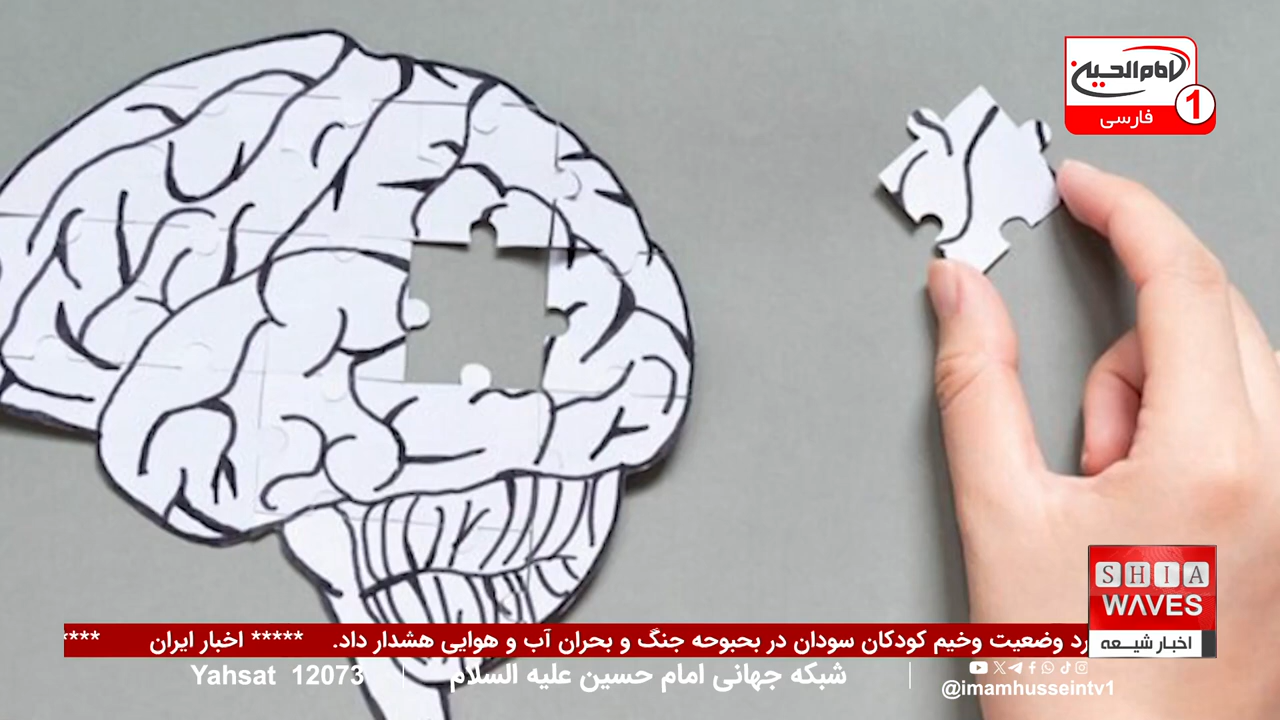 امام الحسین
1
فارسی
SHIA
WAVES
اخبار شیـــعه
رد وضعیت وخیم کودکان سودان در بحبوحه جنگ و بحران آب و هوایی هشدار داد. ***** اخبار ایران ****
شبکه جهانی امام حسین علیه السلام
Yahsat 12073
@imamhusseintv1